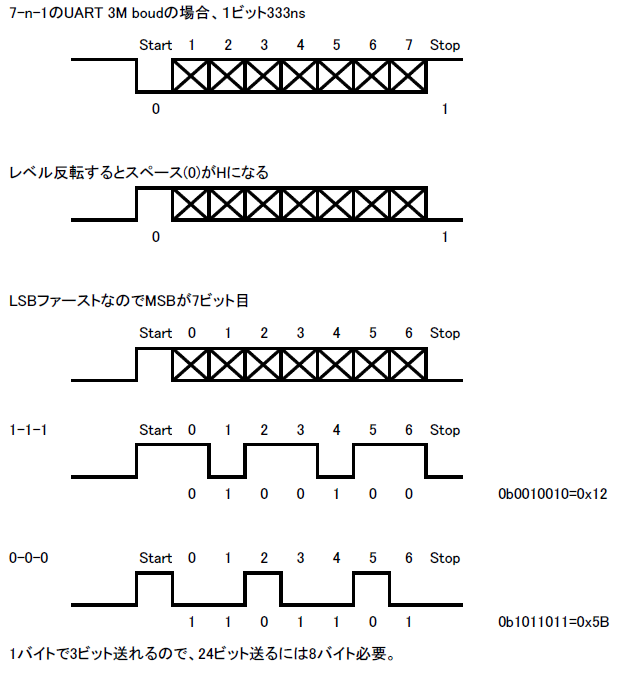 7-n-1のUART 3M boudの場合、1ビット333ns
Start 1 2 3 4 5 6 7 Stop
0 1
レベル反転するとスペース(0)がHになる
0 1
LSBファーストなのでMSBが7ビット目
Start 0 1 2 3 4 5 6 Stop
1-1-1 Start 0 1 2 3 4 5 6 Stop
0 1 0 0 1 0 0 0b0010010=0x12
0-0-0 Start 0 1 2 3 4 5 6 Stop
1 1 0 1 1 0 1 0b1011011=0x5B
1バイトで3ビット送れるので、24ビット送るには8バイト必要。